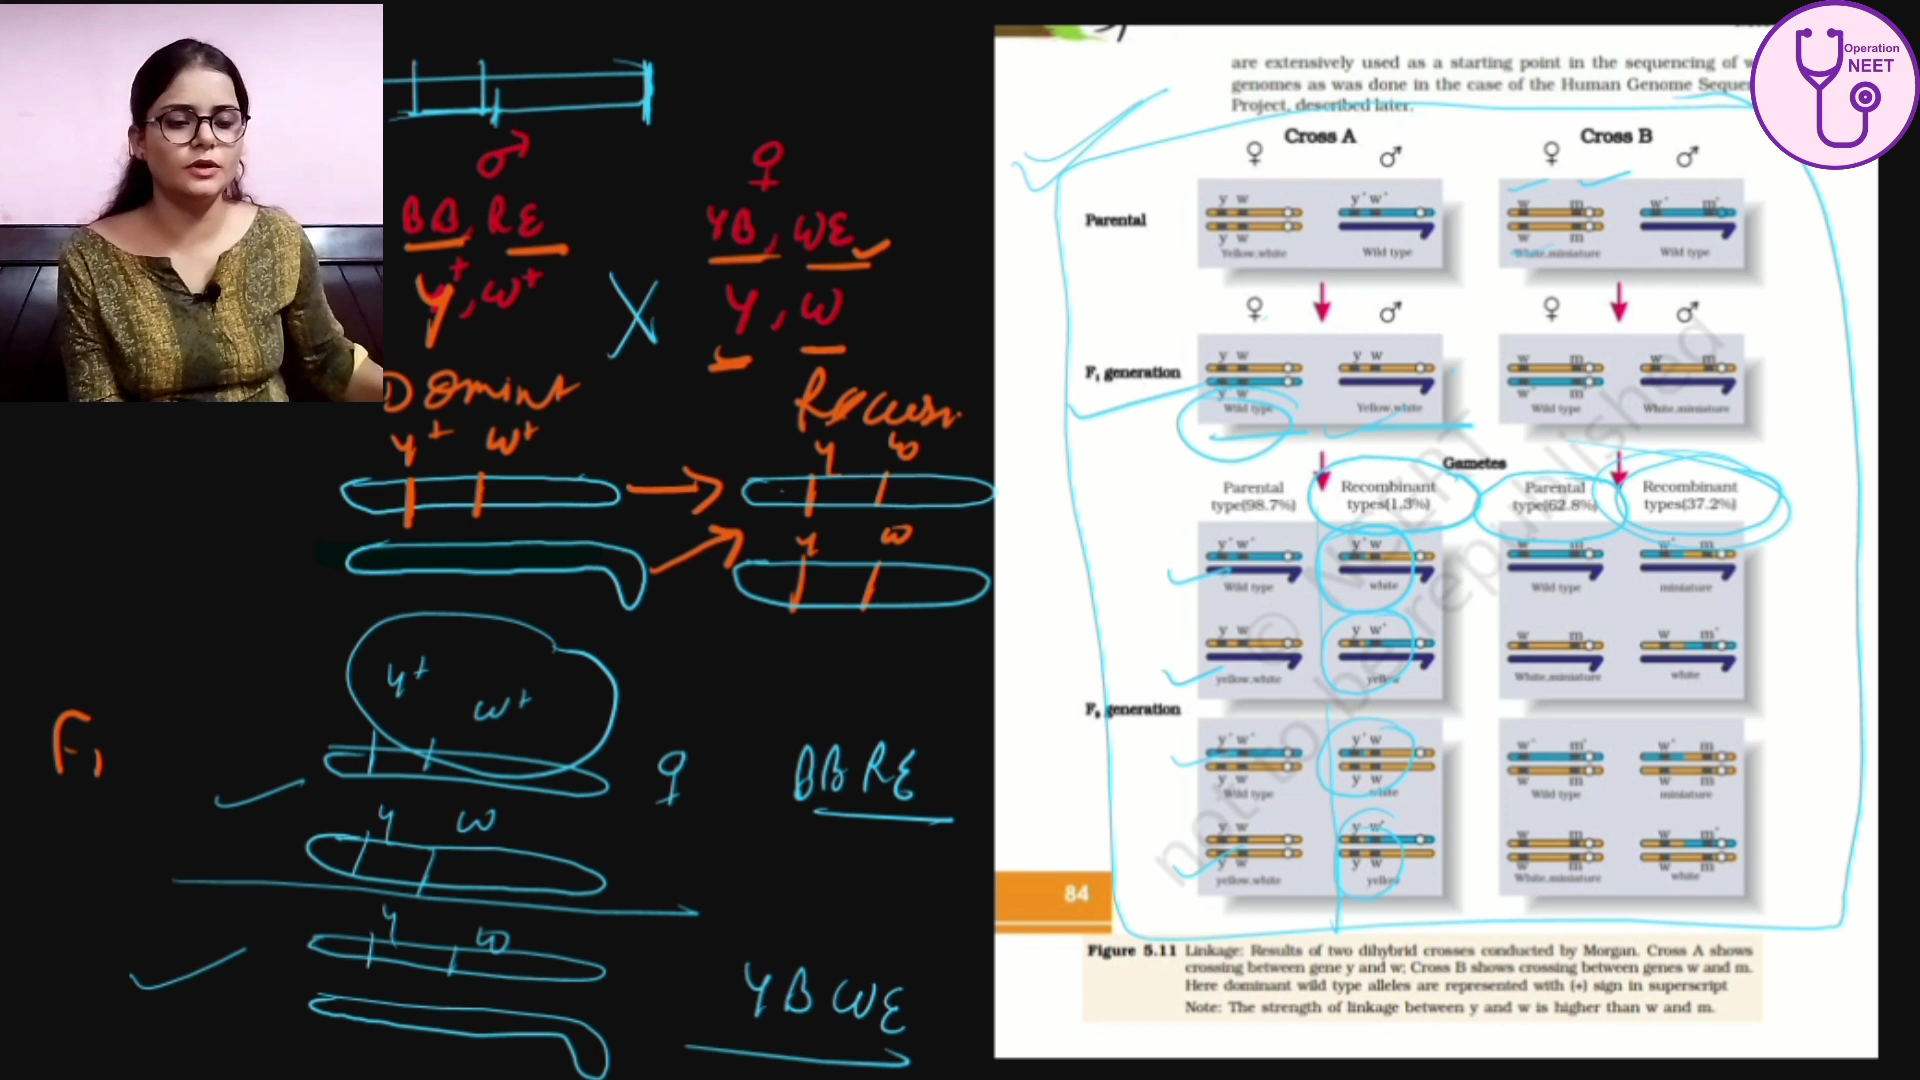 Operation
NEET
are extensively used as a starting point in the sequencing of w
genomes as was done in the case of the Human Genome Sequen
Project, described later.
♂
♀
BB, RE
YB, WE
y+, w+
X
y, w
y+ w+
y w
y w
y+
w+
F1
♀
BBRE
y w
y w
YBWE
Cross A
Cross B
♀ ♂ ♀ ♂
Parental
y w
y+ w+
w m
w+ m+
y w
w m
Yellow,white
Wild type
White,miniature
Wild type
♀ ♂ ♀ ♂
F1 generation
y w
y w
w m
w m
y w
w m
Wild type
Yellow,white
Wild type
White,miniature
Gametes
Parental
type(98.7%)
Recombinant
types(1.3%)
Parental
type(62.8%)
Recombinant
types(37.2%)
y+ w+
y+ w
w m
w+ m
Wild type
white
Wild type
miniature
y w
y w+
w m
w m+
yellow,white
yellow
White,miniature
white
F2 generation
y+ w+
y+ w
w+ m+
w+ m
y w
y w
w m
w m
Wild type
white
Wild type
miniature
y w
y w+
w m
w m+
y w
y w
w m
w m
yellow,white
yellow
White,miniature
white
84
Figure 5.11 Linkage: Results of two dihybrid crosses conducted by Morgan. Cross A shows
crossing between gene y and w; Cross B shows crossing between genes w and m.
Here dominant wild type alleles are represented with (+) sign in superscript
Note: The strength of linkage between y and w is higher than w and m.
not to be republished